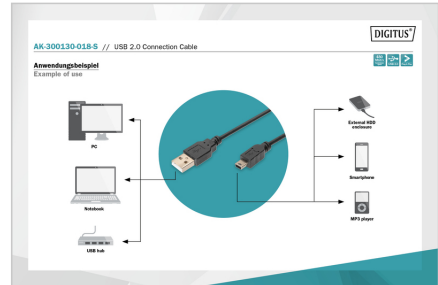 DIGITUS®
AK-300130-018-S // USB 2.0 Connection Cable
Anwendungsbeispiel
Example of use
PC
Notebook
USB hub
External HDD
enclosure
Smartphone
MP3 player